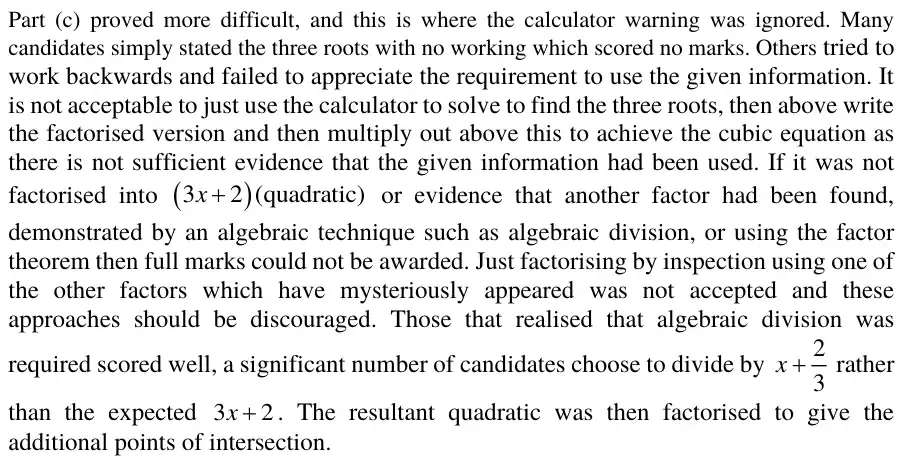 Part (c) proved more difficult, and this is where the calculator warning was ignored. Many
candidates simply stated the three roots with no working which scored no marks. Others tried to
work backwards and failed to appreciate the requirement to use the given information. It
is not acceptable to just use the calculator to solve to find the three roots, then above write
the factorised version and then multiply out above this to achieve the cubic equation as
there is not sufficient evidence that the given information had been used. If it was not
factorised into (3x+2)(quadratic) or evidence that another factor had been found,
demonstrated by an algebraic technique such as algebraic division, or using the factor
theorem then full marks could not be awarded. Just factorising by inspection using one of
the other factors which have mysteriously appeared was not accepted and these
approaches should be discouraged. Those that realised that algebraic division was
required scored well, a significant number of candidates choose to divide by x+2/3 rather
than the expected 3x+2. The resultant quadratic was then factorised to give the
additional points of intersection.